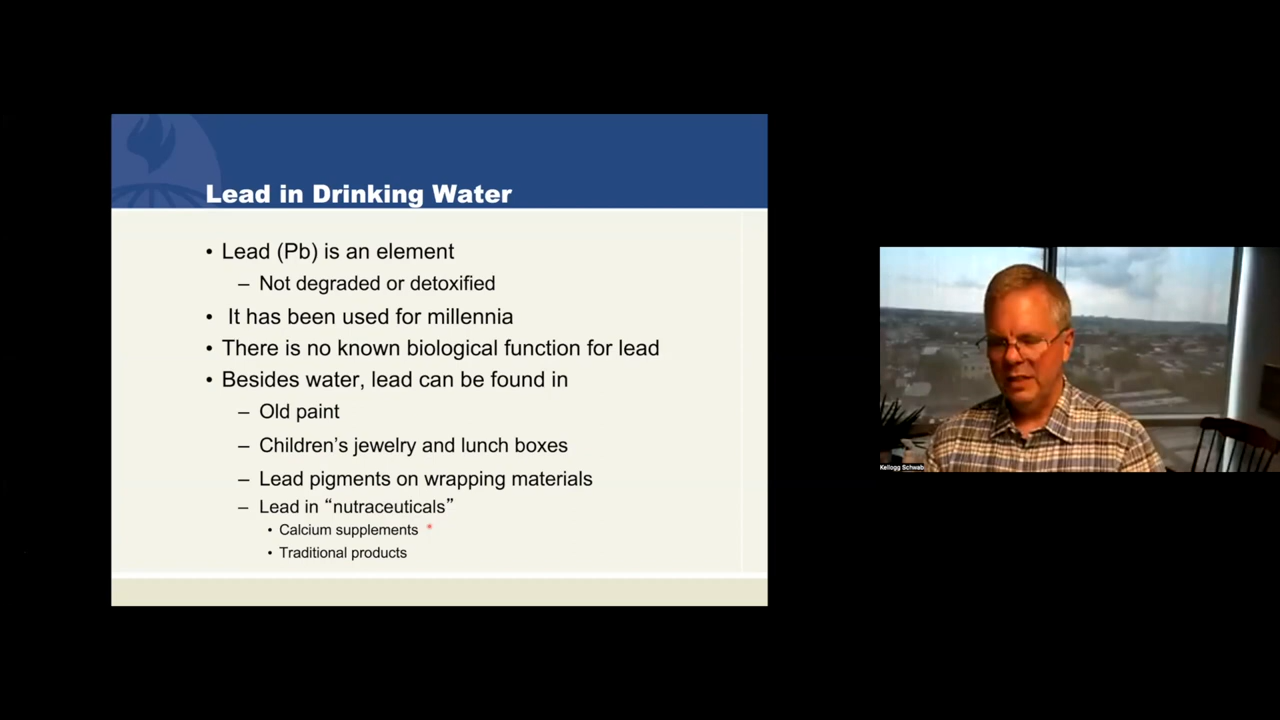 Lead in Drinking Water
• Lead (Pb) is an element
– Not degraded or detoxified
• It has been used for millennia
• There is no known biological function for lead
• Besides water, lead can be found in
– Old paint
– Children’s jewelry and lunch boxes
– Lead pigments on wrapping materials
– Lead in “nutraceuticals”
• Calcium supplements
• Traditional products
Kellogg Schwab